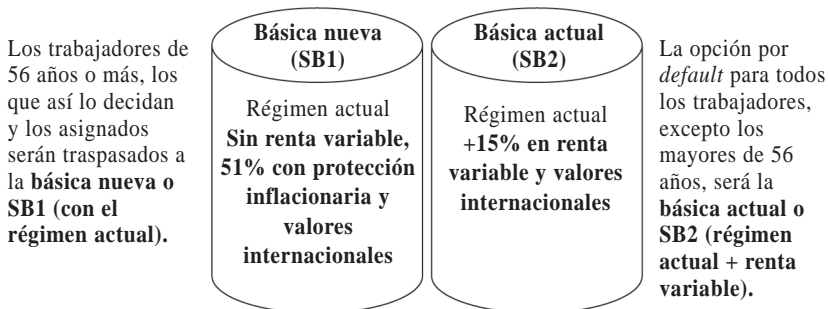 Los trabajadores de
56 años o más, los
que así lo decidan
y los asignados
serán traspasados a
la básica nueva o
SB1 (con el
régimen actual).
Básica nueva
(SB1)
Régimen actual
Sin renta variable,
51% con protección
inflacionaria y
valores
internacionales
Básica actual
(SB2)
Régimen actual
+15% en renta
variable y valores
internacionales
La opción por
default para todos
los trabajadores,
excepto los
mayores de 56
años, será la
básica actual o
SB2 (régimen
actual + renta
variable).